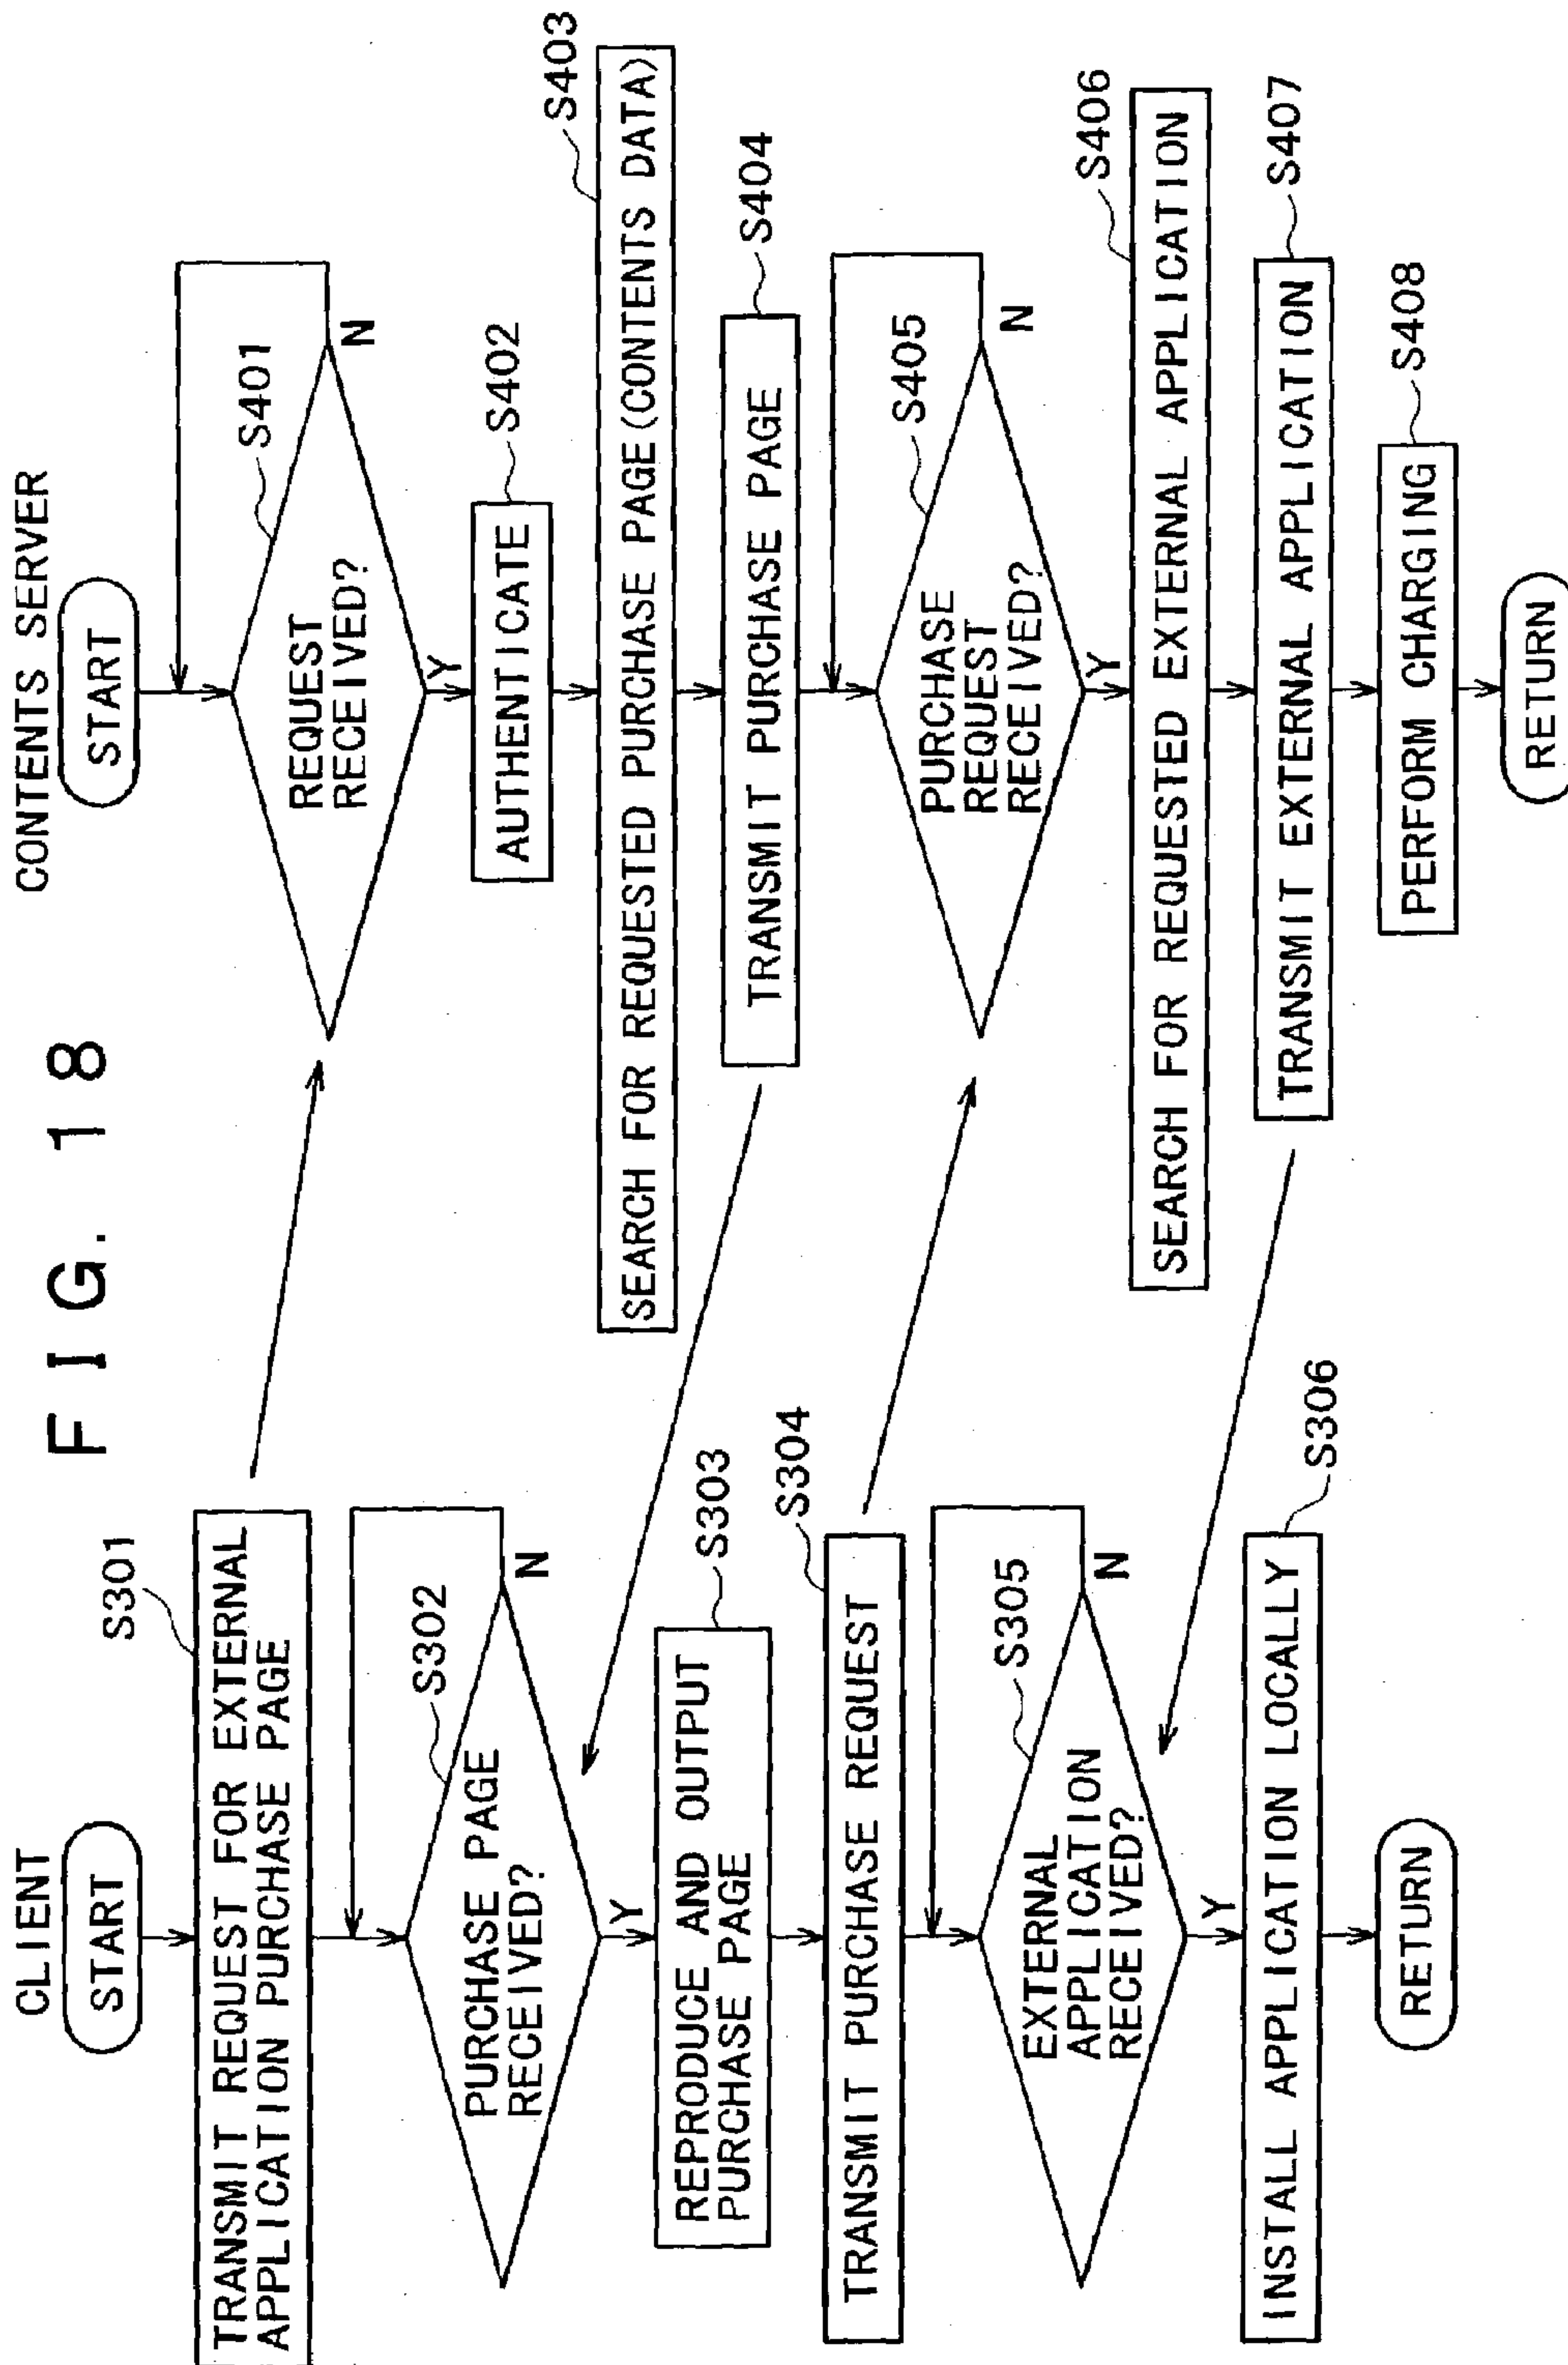 FIG. 18
CLIENT
START
S301
TRANSMIT REQUEST FOR EXTERNAL
APPLICATION PURCHASE PAGE
S302
PURCHASE PAGE
RECEIVED?
N
Y
S303
REPRODUCE AND OUTPUT
PURCHASE PAGE
S304
TRANSMIT PURCHASE REQUEST
S305
EXTERNAL
APPLICATION
RECEIVED?
N
Y
S306
INSTALL APPLICATION LOCALLY
RETURN
CONTENTS SERVER
START
S401
REQUEST
RECEIVED?
N
Y
S402
AUTHENTICATE
S403
SEARCH FOR REQUESTED PURCHASE PAGE(CONTENTS DATA)
S404
TRANSMIT PURCHASE PAGE
S405
PURCHASE
REQUEST
RECEIVED?
N
Y
S406
SEARCH FOR REQUESTED EXTERNAL APPLICATION
S407
TRANSMIT EXTERNAL APPLICATION
S408
PERFORM CHARGING
RETURN